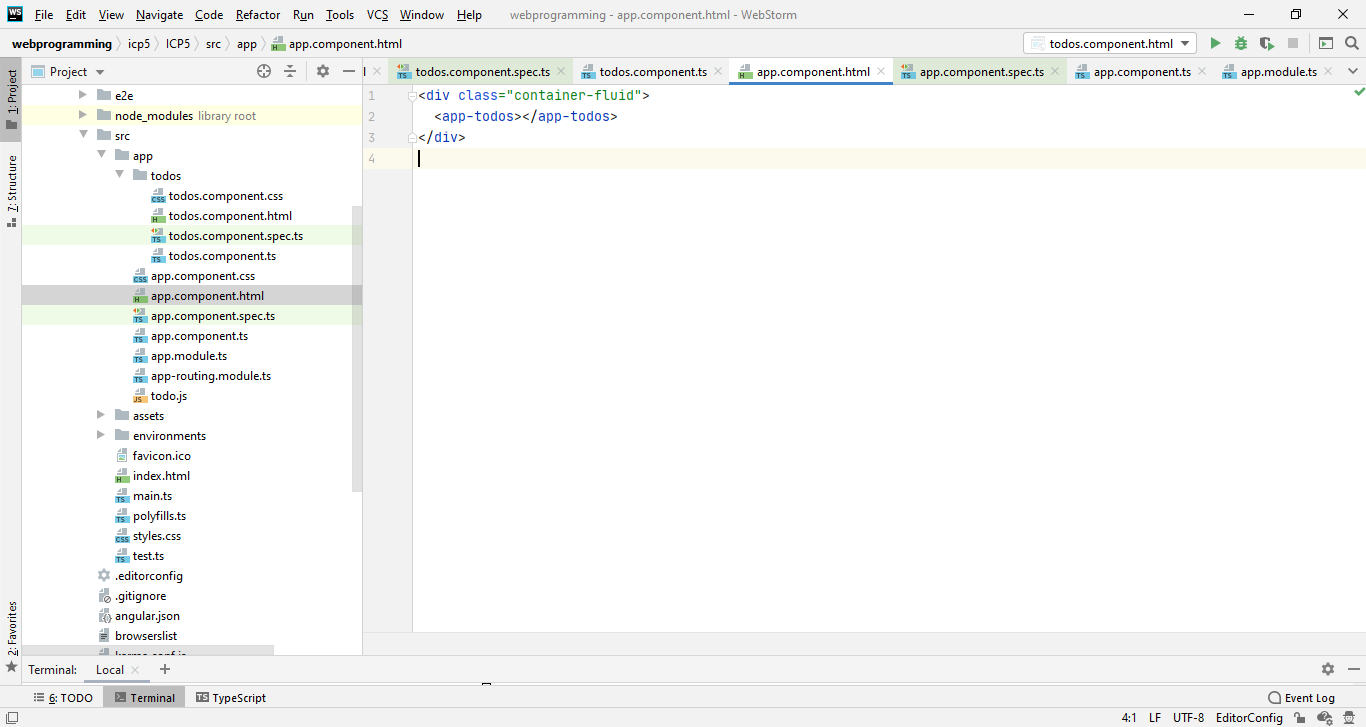 WS File Edit View Navigate Code Refactor Run Tools VCS Window Help webprogramming - app.component.html - WebStorm
webprogramming icp5 ICP5 src app app.component.html todos.component.html
1: Project
Project
l todos.component.spec.ts todos.component.ts app.component.html app.component.spec.ts app.component.ts app.module.ts
e2e
node_modules library root
src
app
todos
todos.component.css
todos.component.html
todos.component.spec.ts
todos.component.ts
app.component.css
app.component.html
app.component.spec.ts
app.component.ts
app.module.ts
app-routing.module.ts
todo.js
assets
environments
favicon.ico
index.html
main.ts
polyfills.ts
styles.css
test.ts
.editorconfig
.gitignore
angular.json
browserslist
karma.conf.js
1 <div class="container-fluid">
2 <app-todos></app-todos>
3 </div>
4
7: Structure
2: Favorites
Terminal: Local
6: TODO Terminal TypeScript Event Log
4:1 LF UTF-8 EditorConfig